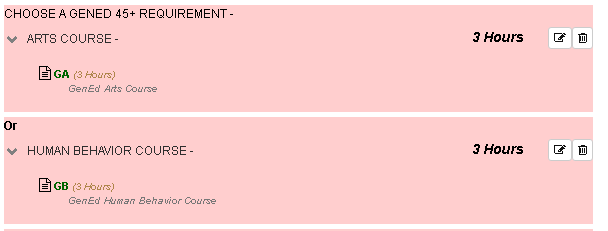 CHOOSE A GENED 45+ REQUIREMENT -
ARTS COURSE - 3 Hours
GA (3 Hours)
GenEd Arts Course
Or
HUMAN BEHAVIOR COURSE - 3 Hours
GB (3 Hours)
GenEd Human Behavior Course